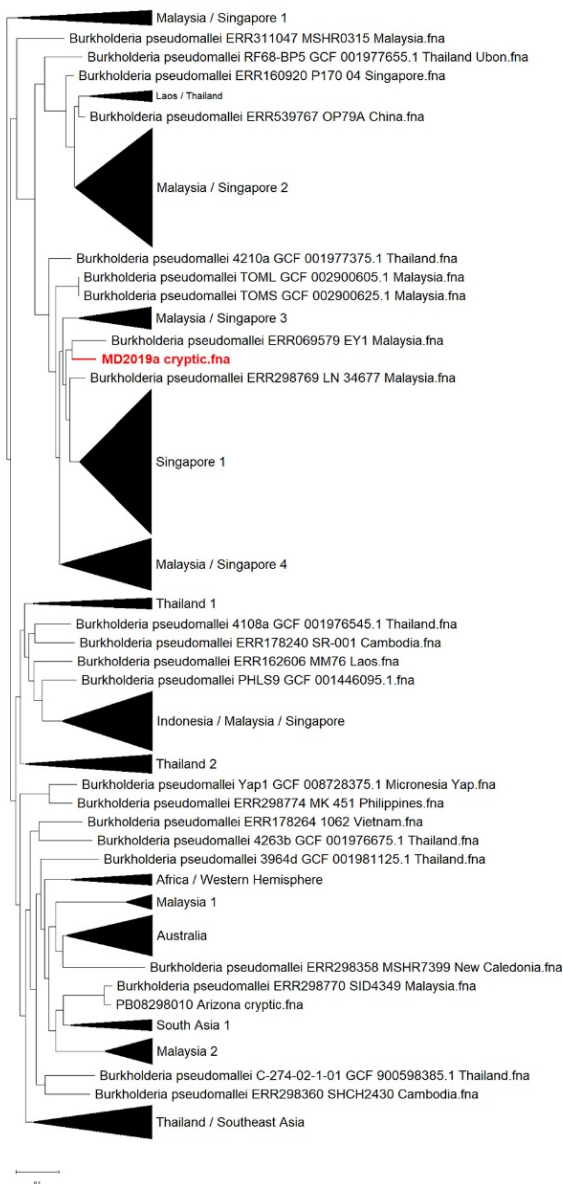 Malaysia / Singapore 1
Burkholderia pseudomallei ERR311047 MSHR0315 Malaysia.fna
Burkholderia pseudomallei RF68-BP5 GCF 001977655.1 Thailand Ubon.fna
Burkholderia pseudomallei ERR160920 P170 04 Singapore.fna
Laos / Thailand
Burkholderia pseudomallei ERR539767 OP79A China.fna
Malaysia / Singapore 2
Burkholderia pseudomallei 4210a GCF 001977375.1 Thailand.fna
Burkholderia pseudomallei TOML GCF 002900605.1 Malaysia.fna
Burkholderia pseudomallei TOMS GCF 002900625.1 Malaysia.fna
Malaysia / Singapore 3
Burkholderia pseudomallei ERR069579 EY1 Malaysia.fna
MD2019a cryptic.fna
Burkholderia pseudomallei ERR298769 LN 34677 Malaysia.fna
Singapore 1
Malaysia / Singapore 4
Thailand 1
Burkholderia pseudomallei 4108a GCF 001976545.1 Thailand.fna
Burkholderia pseudomallei ERR178240 SR-001 Cambodia.fna
Burkholderia pseudomallei ERR162606 MM76 Laos.fna
Burkholderia pseudomallei PHLS9 GCF 001446095.1.fna
Indonesia / Malaysia / Singapore
Thailand 2
Burkholderia pseudomallei Yap1 GCF 008728375.1 Micronesia Yap.fna
Burkholderia pseudomallei ERR298774 MK 451 Philippines.fna
Burkholderia pseudomallei ERR178264 1062 Vietnam.fna
Burkholderia pseudomallei 4263b GCF 001976675.1 Thailand.fna
Burkholderia pseudomallei 3964d GCF 001981125.1 Thailand.fna
Africa / Western Hemisphere
Malaysia 1
Australia
Burkholderia pseudomallei ERR298358 MSHR7399 New Caledonia.fna
Burkholderia pseudomallei ERR298770 SID4349 Malaysia.fna
PB08298010 Arizona cryptic.fna
South Asia 1
Malaysia 2
Burkholderia pseudomallei C-274-02-1-01 GCF 900598385.1 Thailand.fna
Burkholderia pseudomallei ERR298360 SHCH2430 Cambodia.fna
Thailand / Southeast Asia